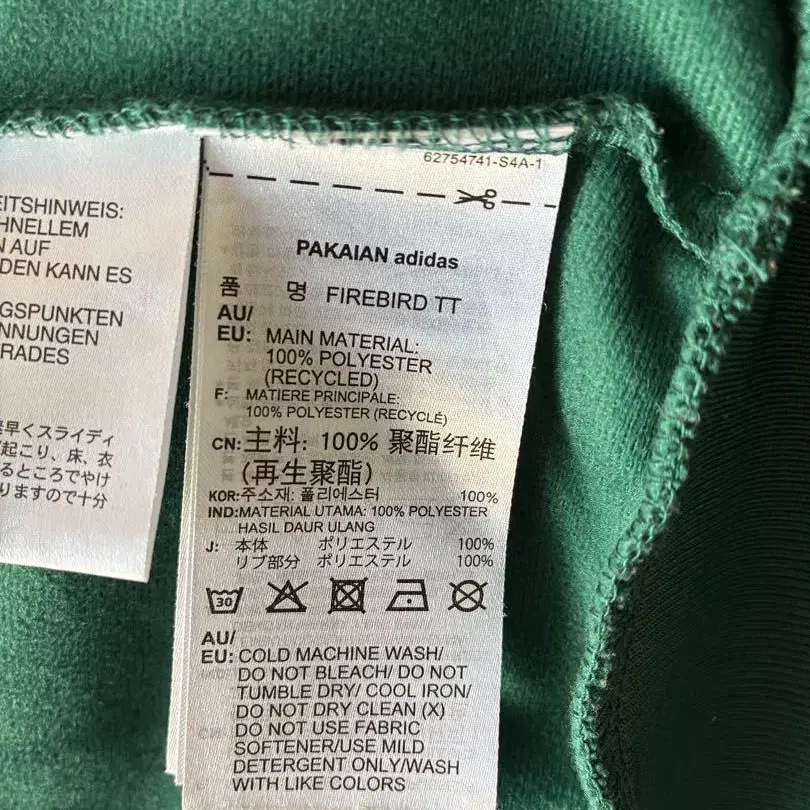 EITSHINWEIS:
HNELLEM
N AUF
DEN KANN ES
GSPUNKTEN
NNUNGEN
RADES
早くスライディ
起こり、床、衣
るところでやけ
りますので十分
62754741-S4A-1
PAKAIAN adidas
품 명 FIREBIRD TT
AU/
EU: MAIN MATERIAL:
100% POLYESTER
(RECYCLED)
F: MATIERE PRINCIPALE:
100% POLYESTER (RECYCLÉ)
CN: 主料: 100% 聚酯纤维
(再生聚酯)
KOR: 주소재: 폴리에스터 100%
IND: MATERIAL UTAMA: 100% POLYESTER
HASIL DAUR ULANG
J: 本体 ポリエステル 100%
リブ部分 ポリエステル 100%
30
AU/
EU: COLD MACHINE WASH/
DO NOT BLEACH/ DO NOT
TUMBLE DRY/ COOL IRON/
DO NOT DRY CLEAN (X)
DO NOT USE FABRIC
SOFTENER/USE MILD
DETERGENT ONLY/WASH
WITH LIKE COLORS